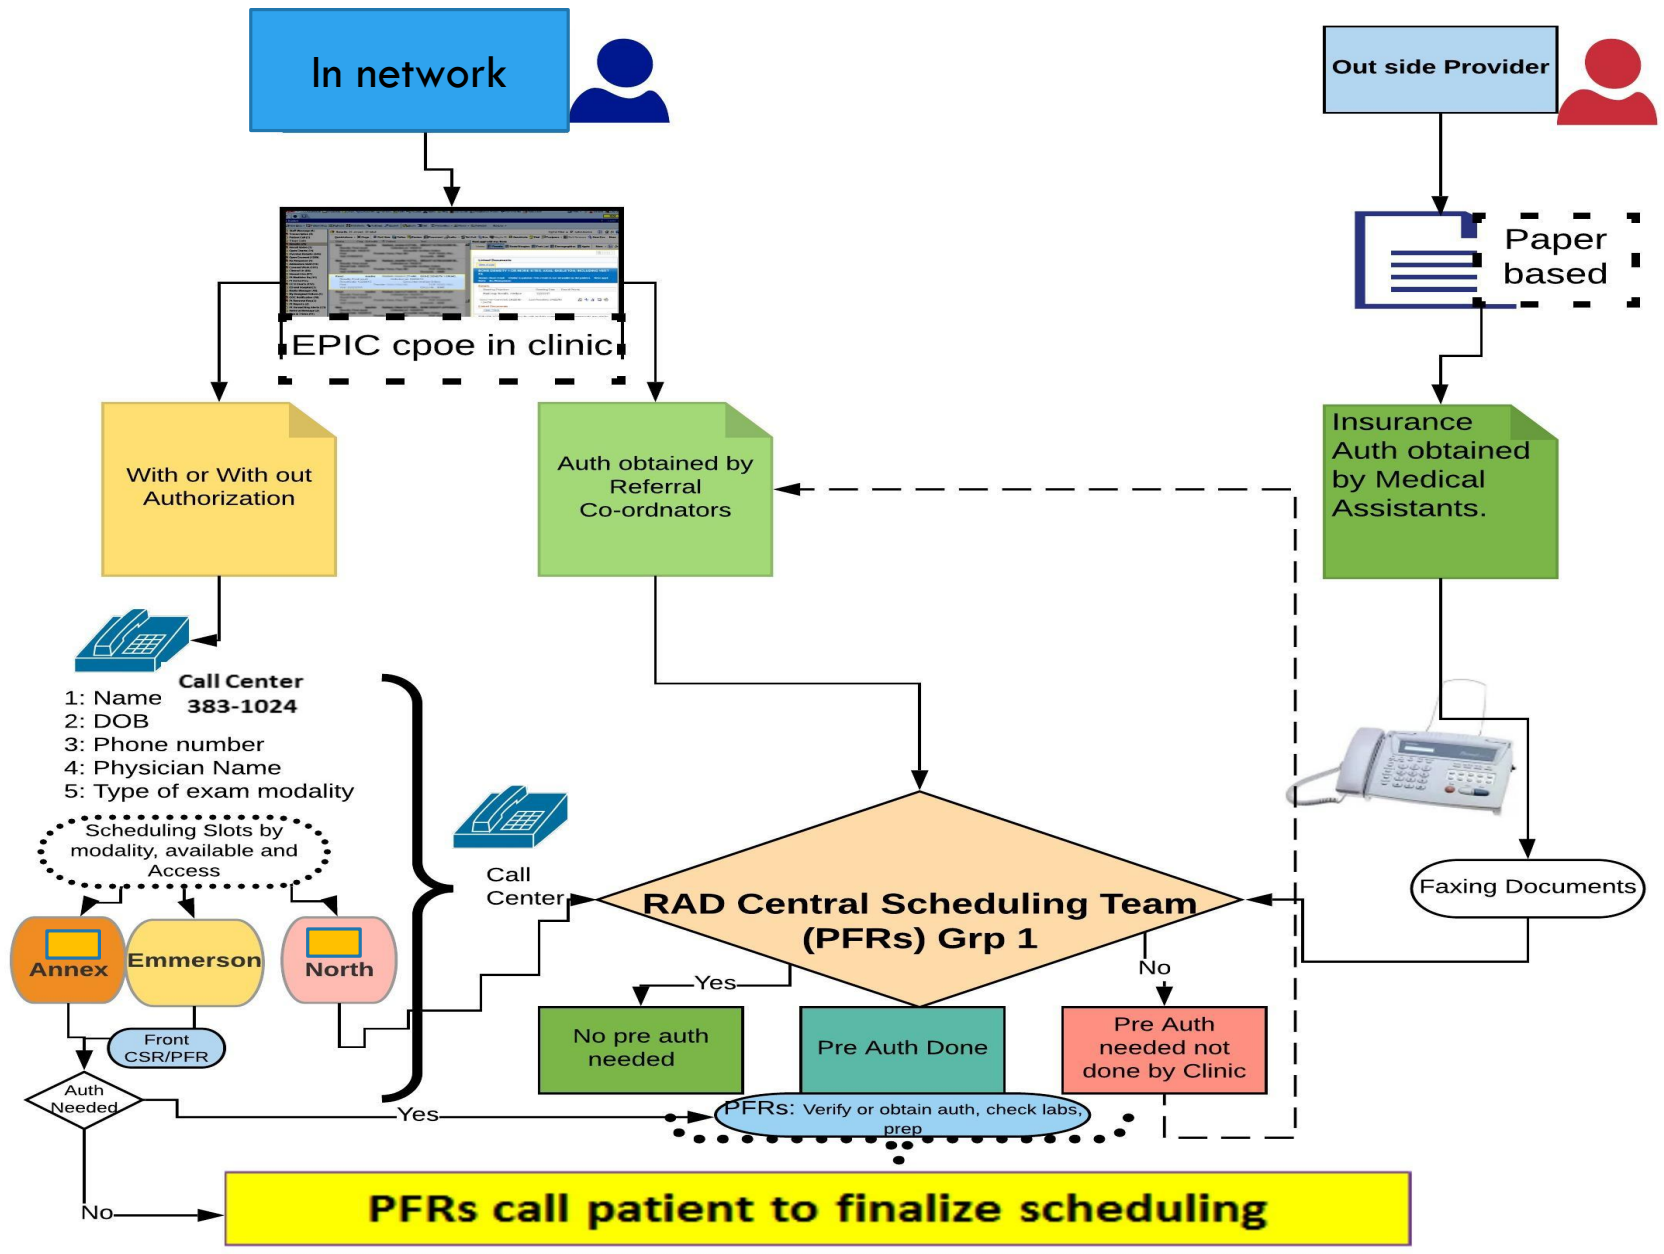 In network
Out side Provider
Paper
based
EPIC cpoe in clinic
With or With out
Authorization
Auth obtained by
Referral
Co-ordnators
Insurance
Auth obtained
by Medical
Assistants.
Call Center
383-1024
1: Name
2: DOB
3: Phone number
4: Physician Name
5: Type of exam modality
Scheduling Slots by
modality, available and
Access
Call
Center
RAD Central Scheduling Team
(PFRs) Grp 1
Faxing Documents
Annex
Emmerson
North
Yes
No
Front
CSR/PFR
No pre auth
needed
Pre Auth Done
Pre Auth
needed not
done by Clinic
Auth
Needed
Yes
PFRs: Verify or obtain auth, check labs,
prep
No
PFRs call patient to finalize scheduling